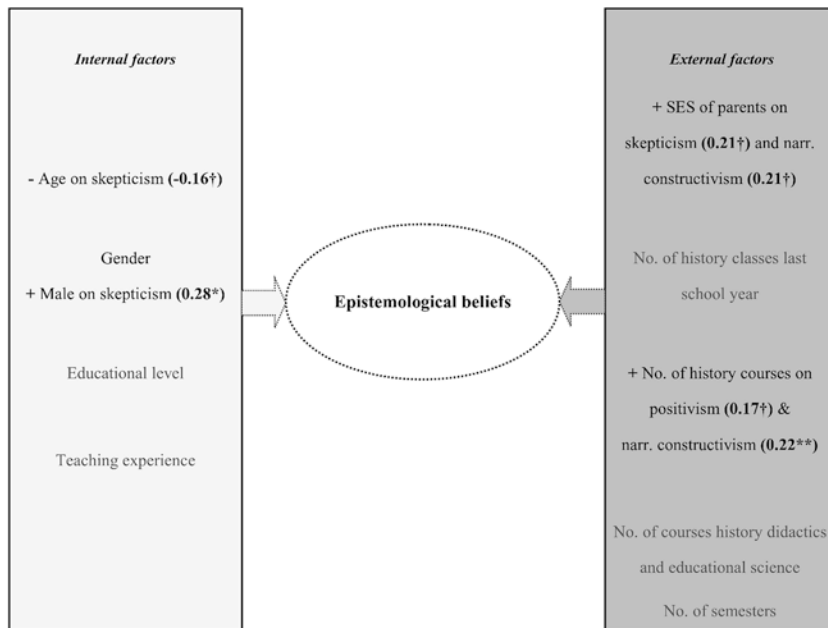 Internal factors
- Age on skepticism (-0.16†)
Gender
+ Male on skepticism (0.28*)
Educational level
Teaching experience
Epistemological beliefs
External factors
+ SES of parents on
skepticism (0.21†) and narr.
constructivism (0.21†)
No. of history classes last
school year
+ No. of history courses on
positivism (0.17†) &
narr. constructivism (0.22**)
No. of courses history didactics
and educational science
No. of semesters